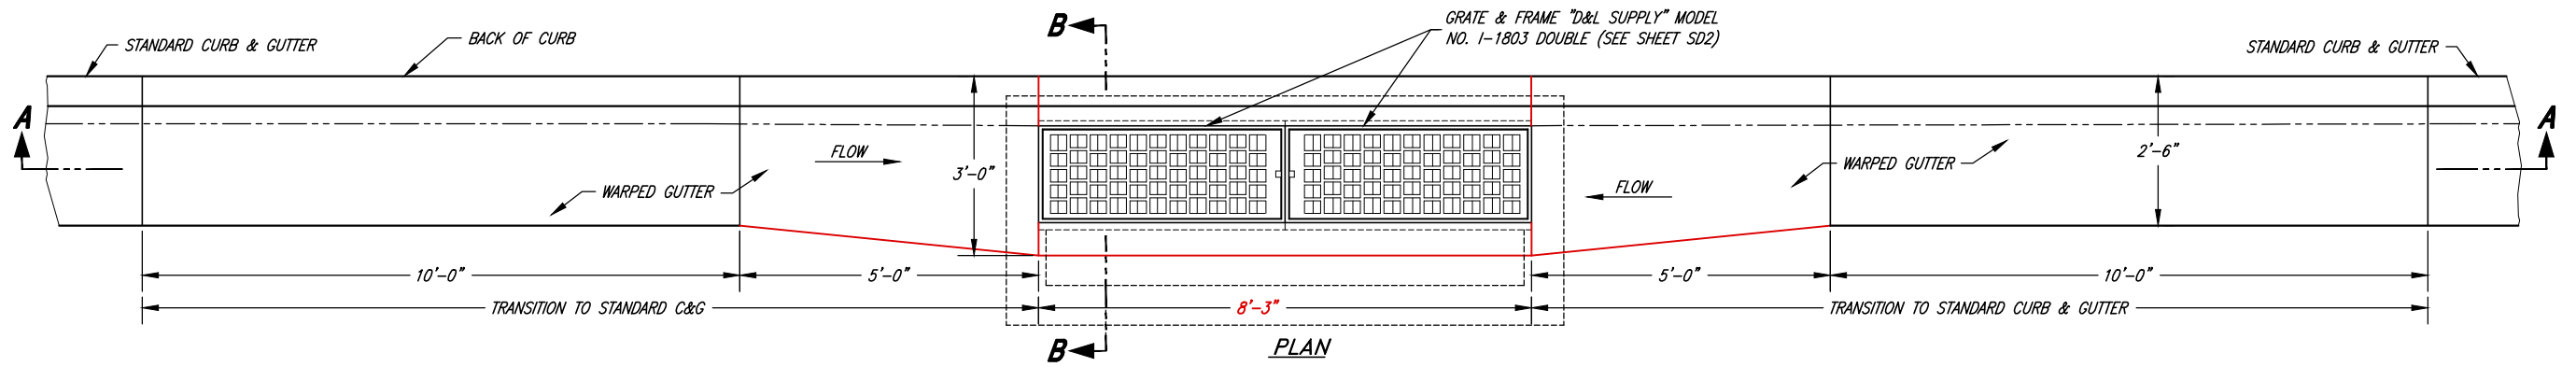 B
GRATE & FRAME "D&L SUPPLY" MODEL
NO. I-1803 DOUBLE (SEE SHEET SD2)
STANDARD CURB & GUTTER
BACK OF CURB
STANDARD CURB & GUTTER
A
A
FLOW
3'-0"
WARPED GUTTER
FLOW
WARPED GUTTER
2'-6"
10'-0"
5'-0"
5'-0"
10'-0"
TRANSITION TO STANDARD C&G
8'-3"
TRANSITION TO STANDARD CURB & GUTTER
B
PLAN